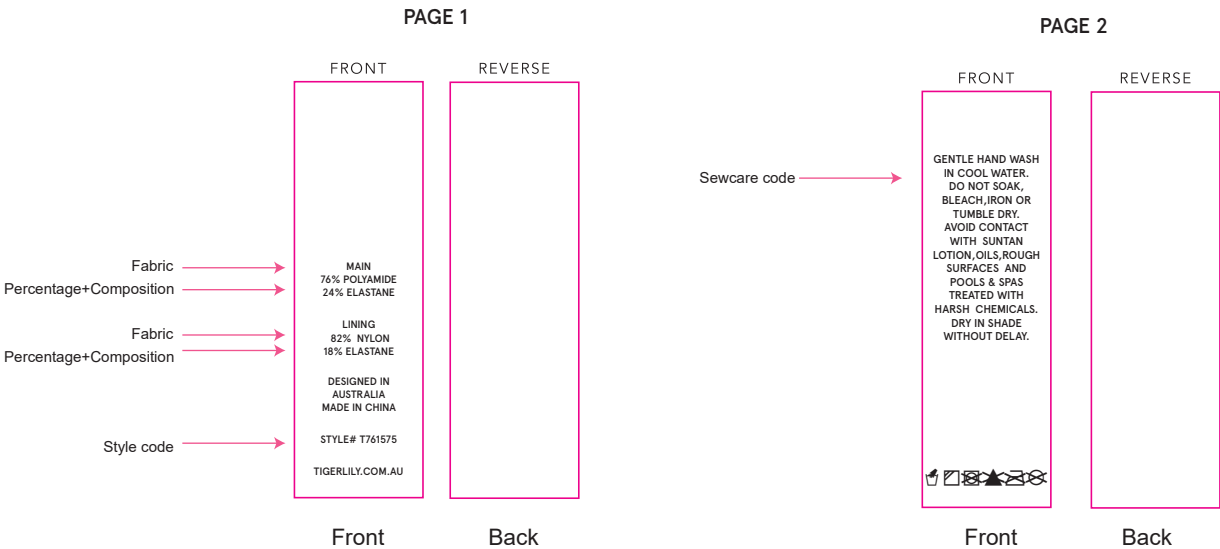 PAGE 1
FRONT
REVERSE
Fabric
Percentage+Composition
Fabric
Percentage+Composition
Style code
MAIN
76% POLYAMIDE
24% ELASTANE
LINING
82% NYLON
18% ELASTANE
DESIGNED IN
AUSTRALIA
MADE IN CHINA
STYLE# T761575
TIGERLILY.COM.AU
Front
Back
PAGE 2
FRONT
REVERSE
Sewcare code
GENTLE HAND WASH
IN COOL WATER.
DO NOT SOAK,
BLEACH,IRON OR
TUMBLE DRY.
AVOID CONTACT
WITH SUNTAN
LOTION,OILS,ROUGH
SURFACES AND
POOLS & SPAS
TREATED WITH
HARSH CHEMICALS.
DRY IN SHADE
WITHOUT DELAY.
Front
Back